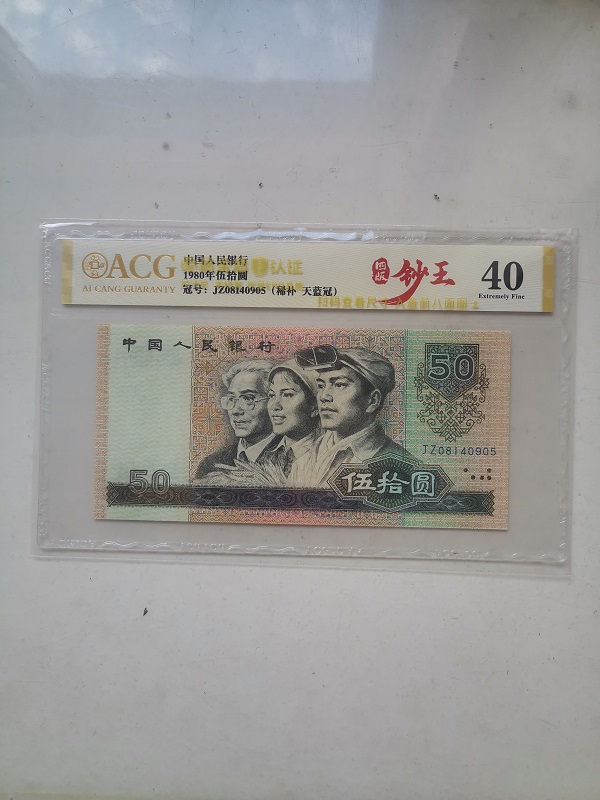 ACG
AI CANG GUARANTY
中国人民银行
1980年伍拾圆
冠号: JZ08140905 (稀补 天蓝冠)
认证
四版 钞王
40
Extremely Fine
中国人民银行
50
JZ08140905
50
伍拾圆